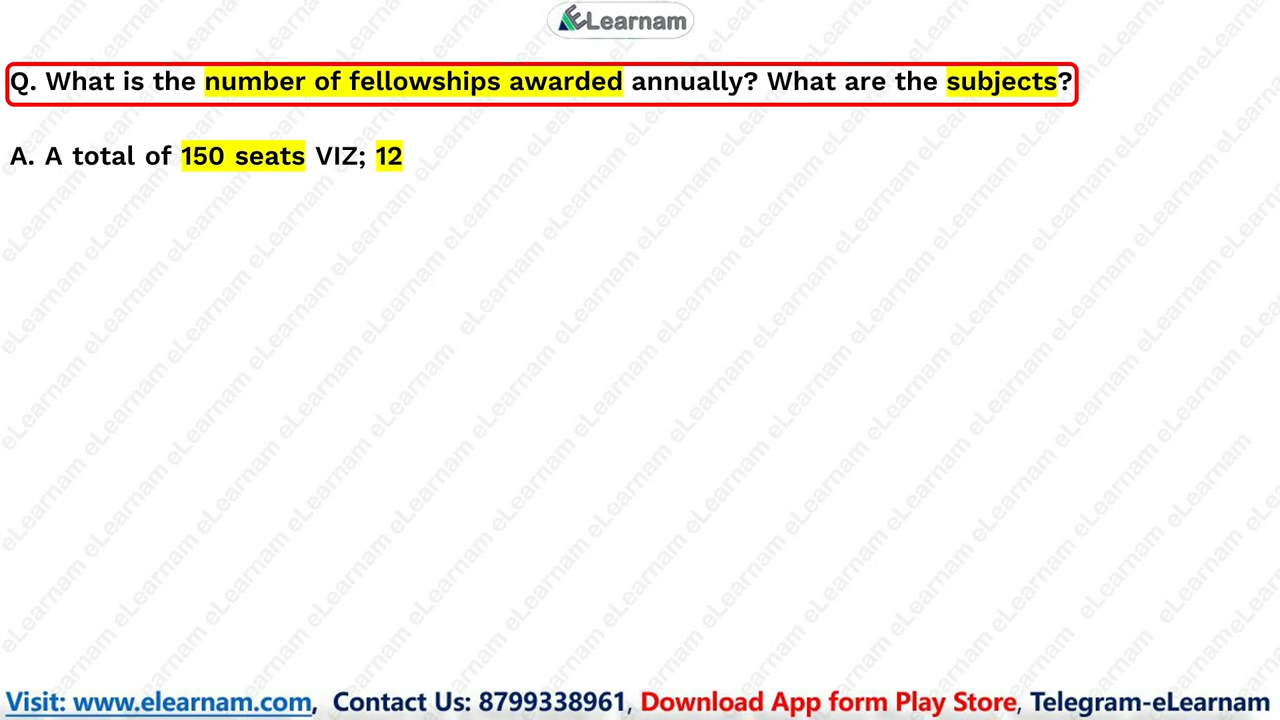 ELearnam
Q. What is the number of fellowships awarded annually? What are the subjects?
A. A total of 150 seats VIZ; 12
Visit: www.elearnam.com, Contact Us: 8799338961, Download App form Play Store, Telegram-eLearnam